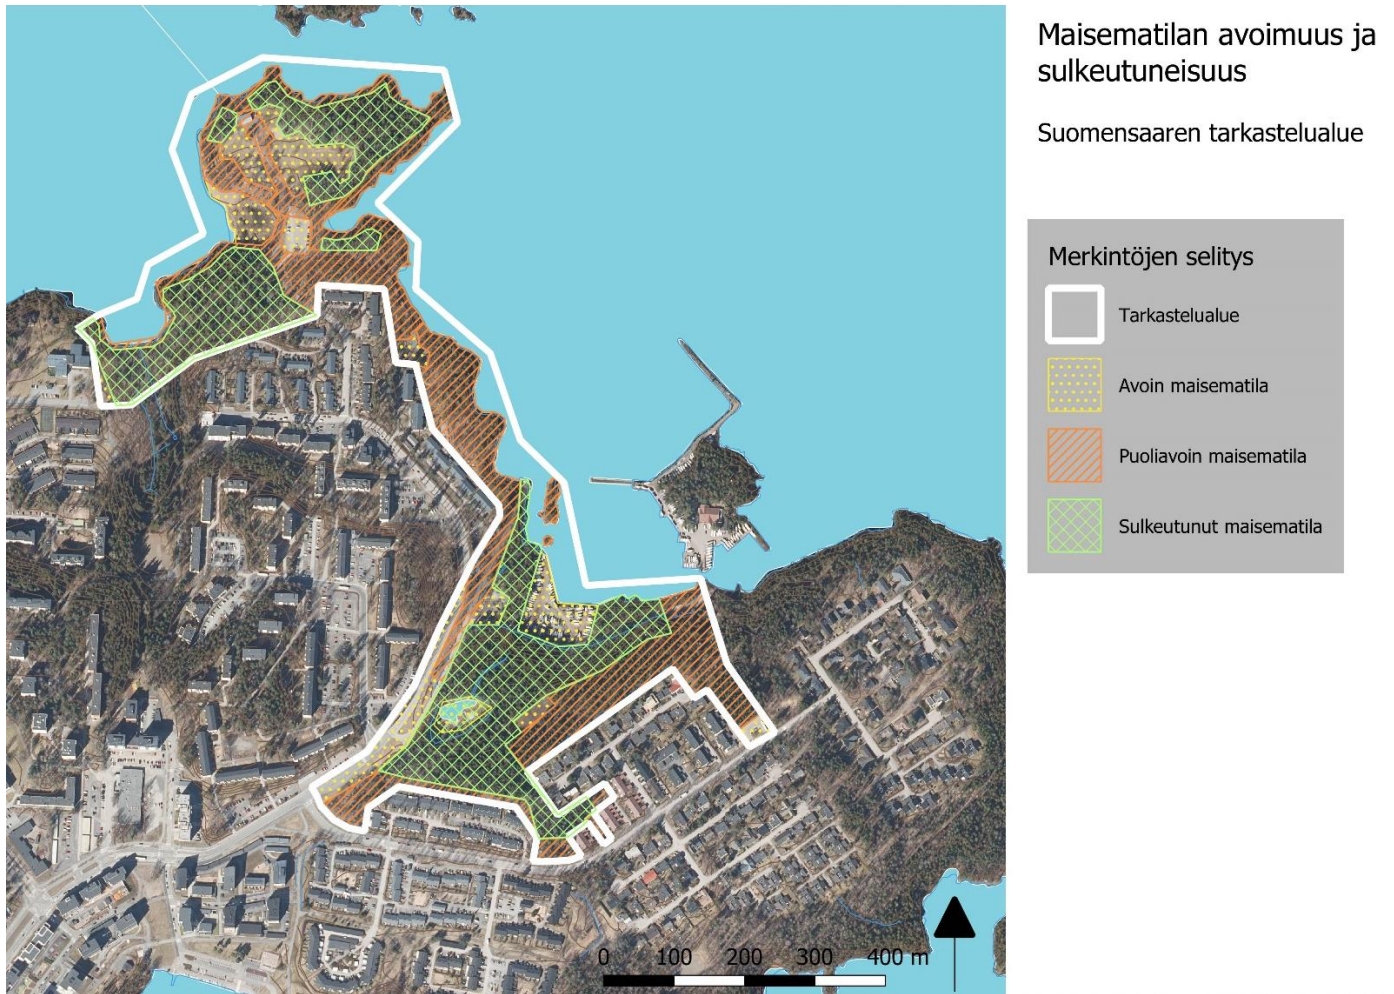 Maisematilan avoimuus ja
sulkeutuneisuus
Suomensaaren tarkastelualue
Merkintöjen selitys
Tarkastelualue
Avoin maisematila
Puoliavoin maisematila
Sulkeutunut maisematila
0 100 200 300 400 m